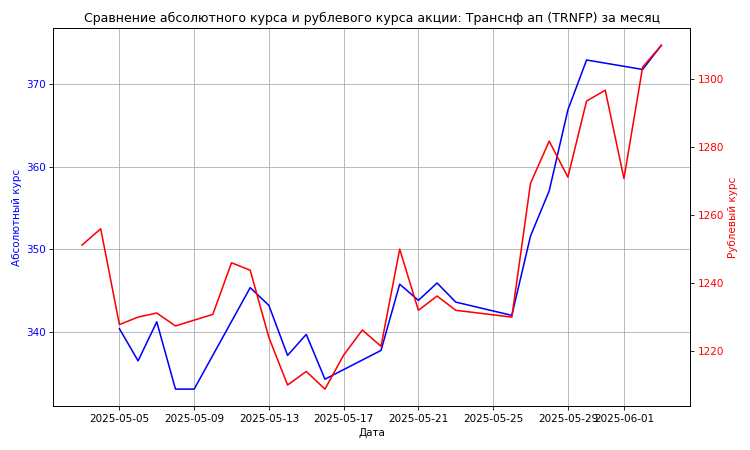 Сравнение абсолютного курса и рублевого курса акции: Транснф ап (TRNFP) за месяц
370
360
350
340
Абсолютный курс
1300
1280
1260
1240
1220
Рублевый курс
2025-05-05 2025-05-09 2025-05-13 2025-05-17 2025-05-21 2025-05-25 2025-05-29 2025-06-01
Дата